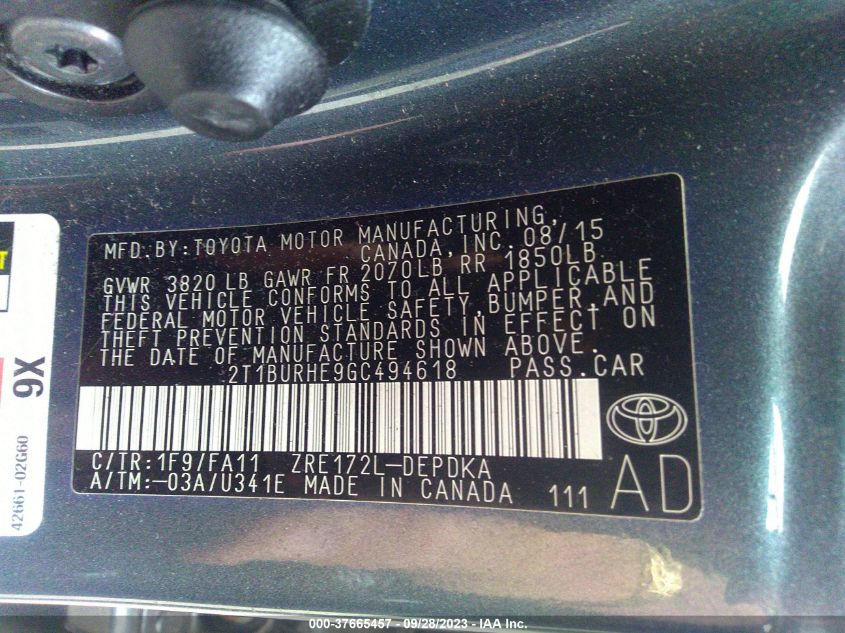 MFD.BY:TOYOTA MOTOR MANUFACTURING,
CANADA,INC. 08/15
GVWR 3820 LB GAWR FR 2070LB RR 1850LB
THIS VEHICLE CONFORMS TO ALL APPLICABLE
FEDERAL MOTOR VEHICLE SAFETY,BUMPER,AND
THEFT PREVENTION STANDARDS IN EFFECT ON
THE DATE OF MANUFACTURE SHOWN ABOVE.
2T1BURHE9GC494618 PASS.CAR
C/TR:1F9/FA11 ZRE172L-DEPDKA
A/TM:-03A/U341E MADE IN CANADA 111 AD
9X
42661-02G60
000-37665457 - 09/28/2023 - IAA Inc.